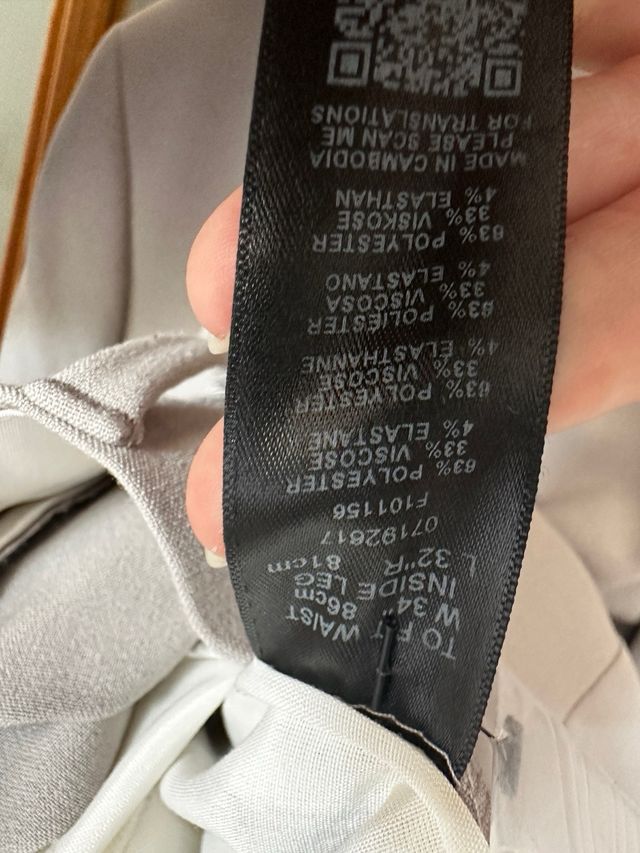 TO FIT WAIST
W 34" 86cm
INSIDE LEG
L 32"R 81cm
07192617
F101156
63% POLYESTER
33% VISCOSE
4% ELASTANE
63% POLYESTER
33% VISCOSE
4% ELASTHANNE
63% POLIÉSTER
33% VISCOSA
4% ELASTANO
63% POLYESTER
33% VISKOSE
4% ELASTHAN
MADE IN CAMBODIA
PLEASE SCAN ME
FOR TRANSLATIONS